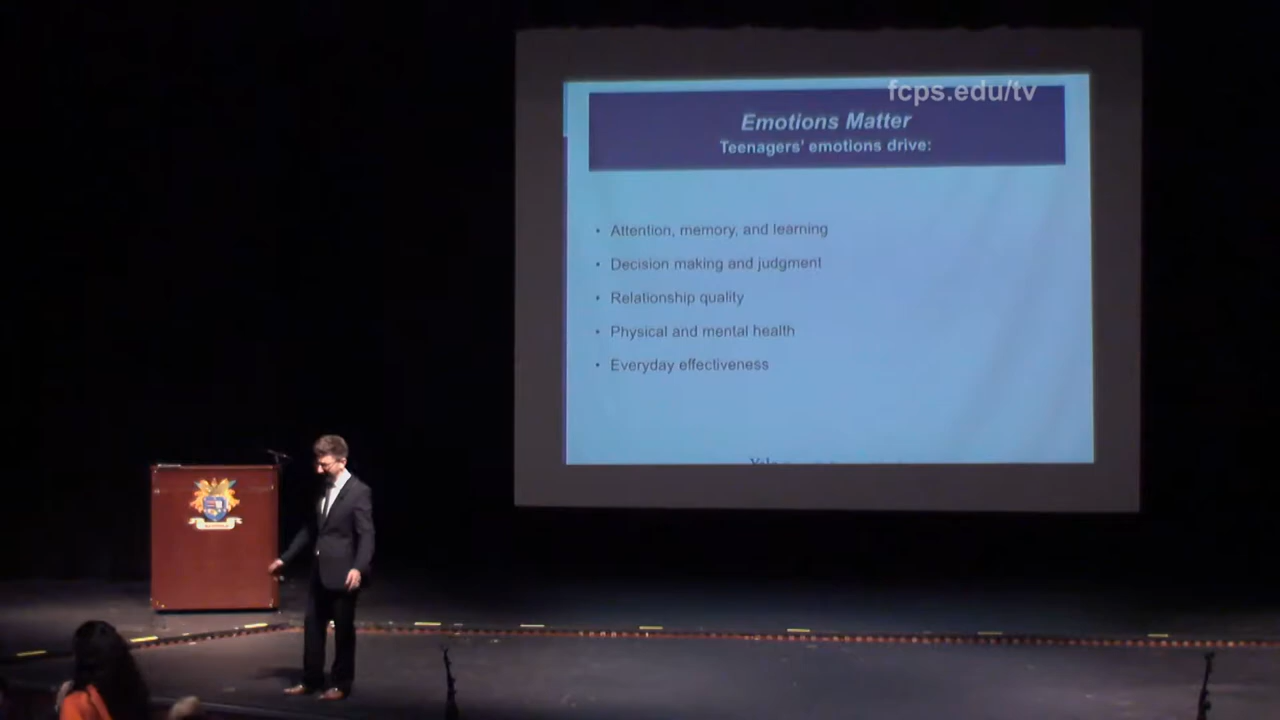 fcps.edu/tv
Emotions Matter
Teenagers' emotions drive:
• Attention, memory, and learning
• Decision making and judgment
• Relationship quality
• Physical and mental health
• Everyday effectiveness